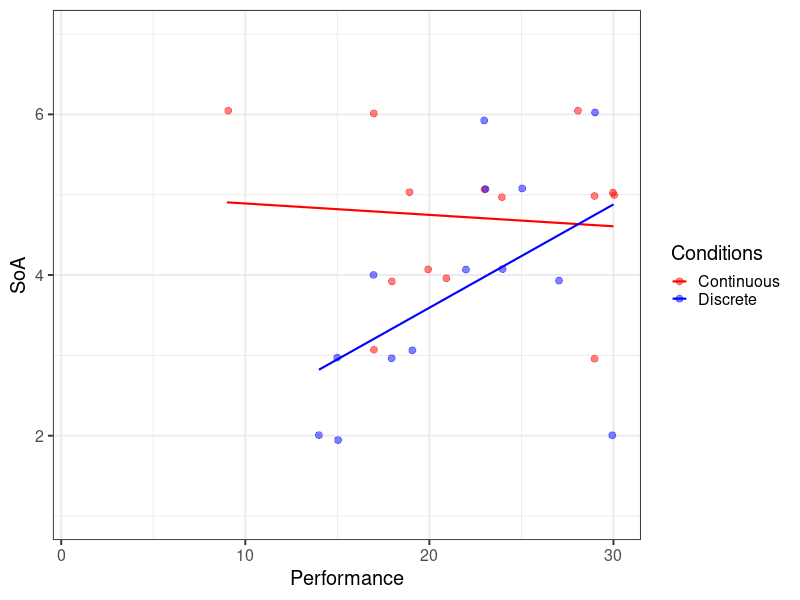 6
4
2
SoA
0 10 20 30
Performance
Conditions
Continuous
Discrete